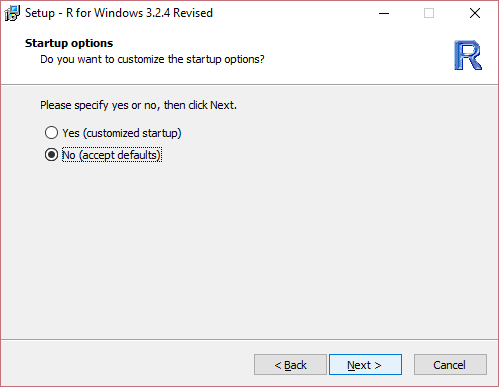 Setup - R for Windows 3.2.4 Revised
Startup options
Do you want to customize the startup options?
R
Please specify yes or no, then click Next.
Yes (customized startup)
No (accept defaults)
< Back
Next >
Cancel